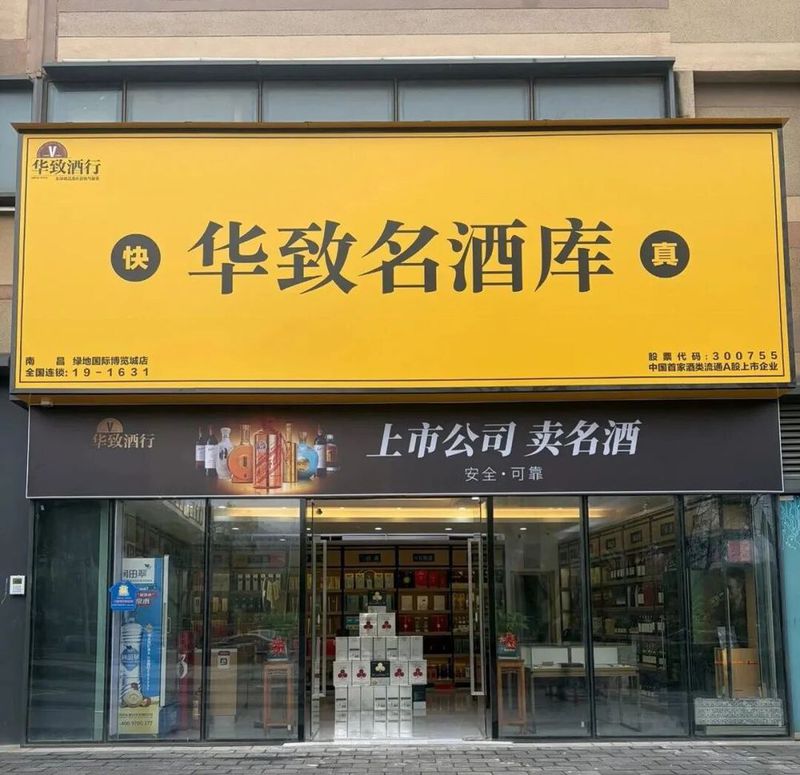 华致酒行
快 华致名酒库 真
南昌 绿地国际博览城店
全国连锁:19-1631
股票代码:300755
中国首家酒类流通A股上市企业
华致酒行
上市公司 卖名酒
安全·可靠
润田翠